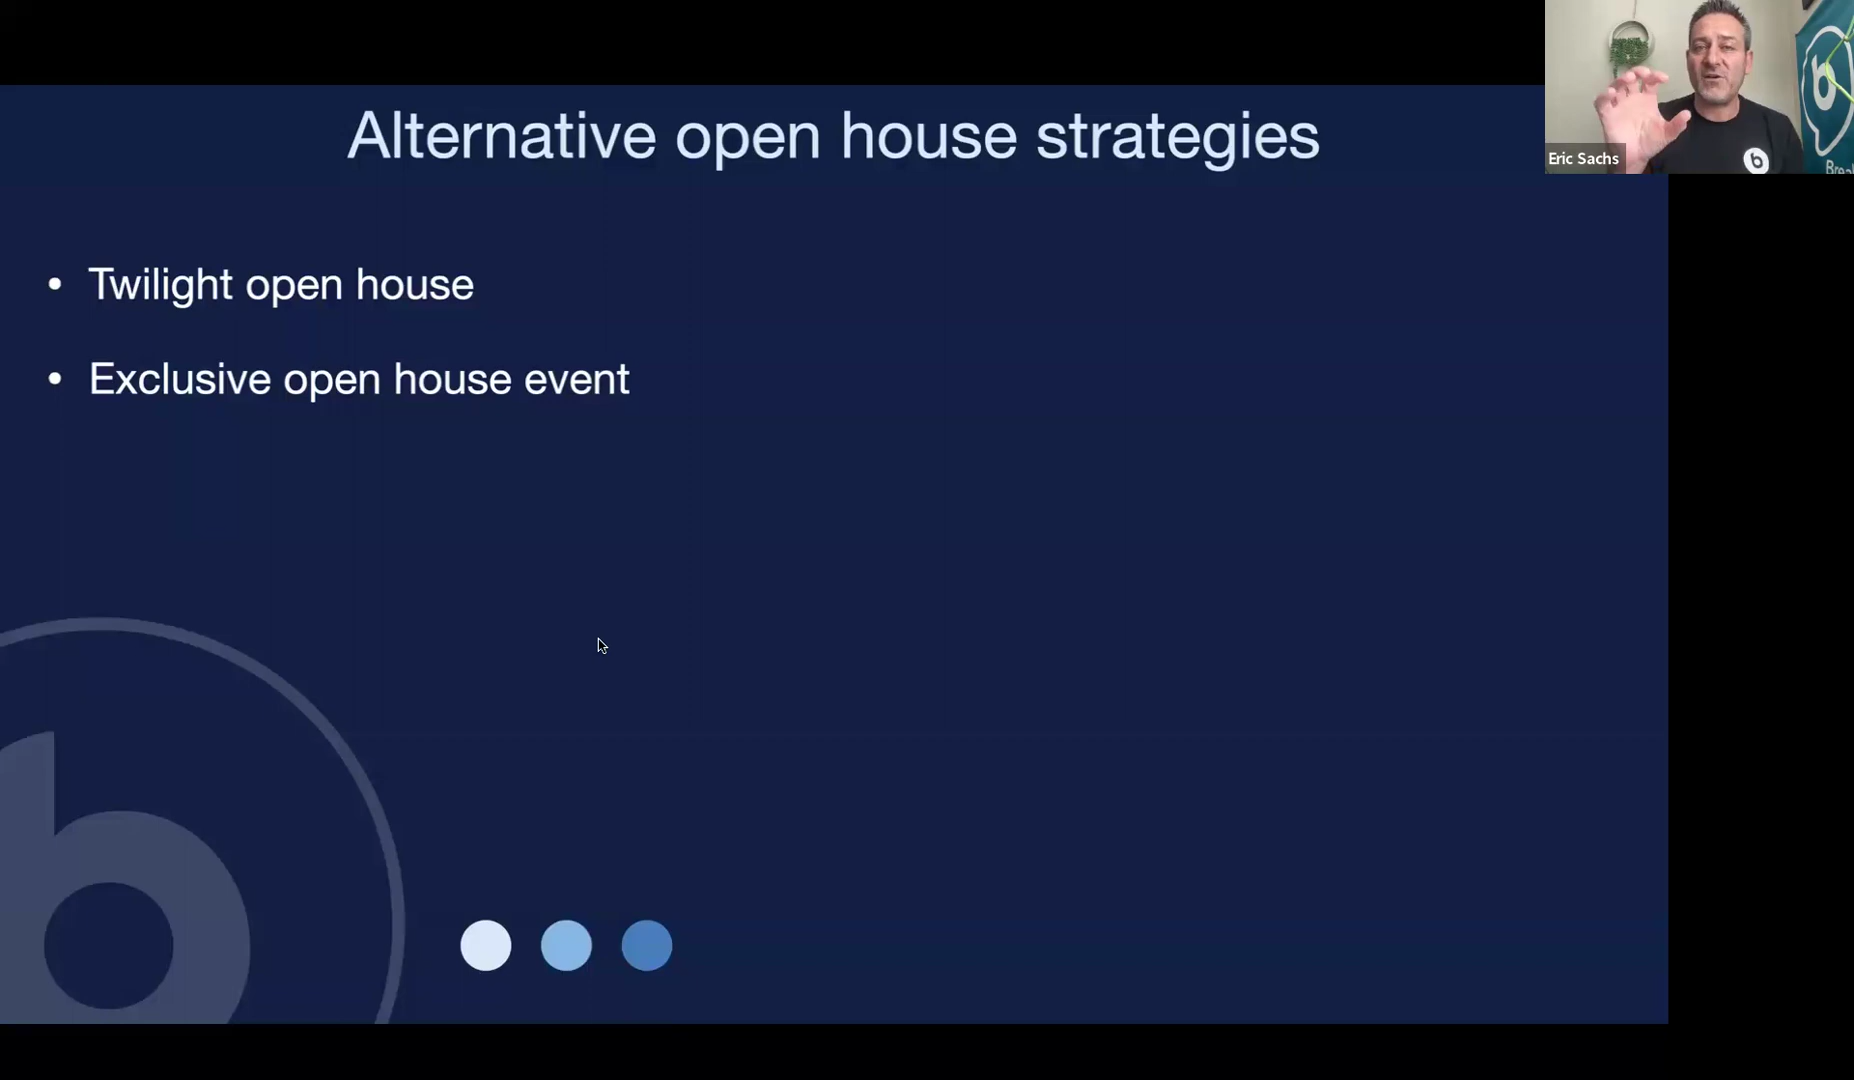 Alternative open house strategies
• Twilight open house
• Exclusive open house event
Eric Sachs
b
b
b